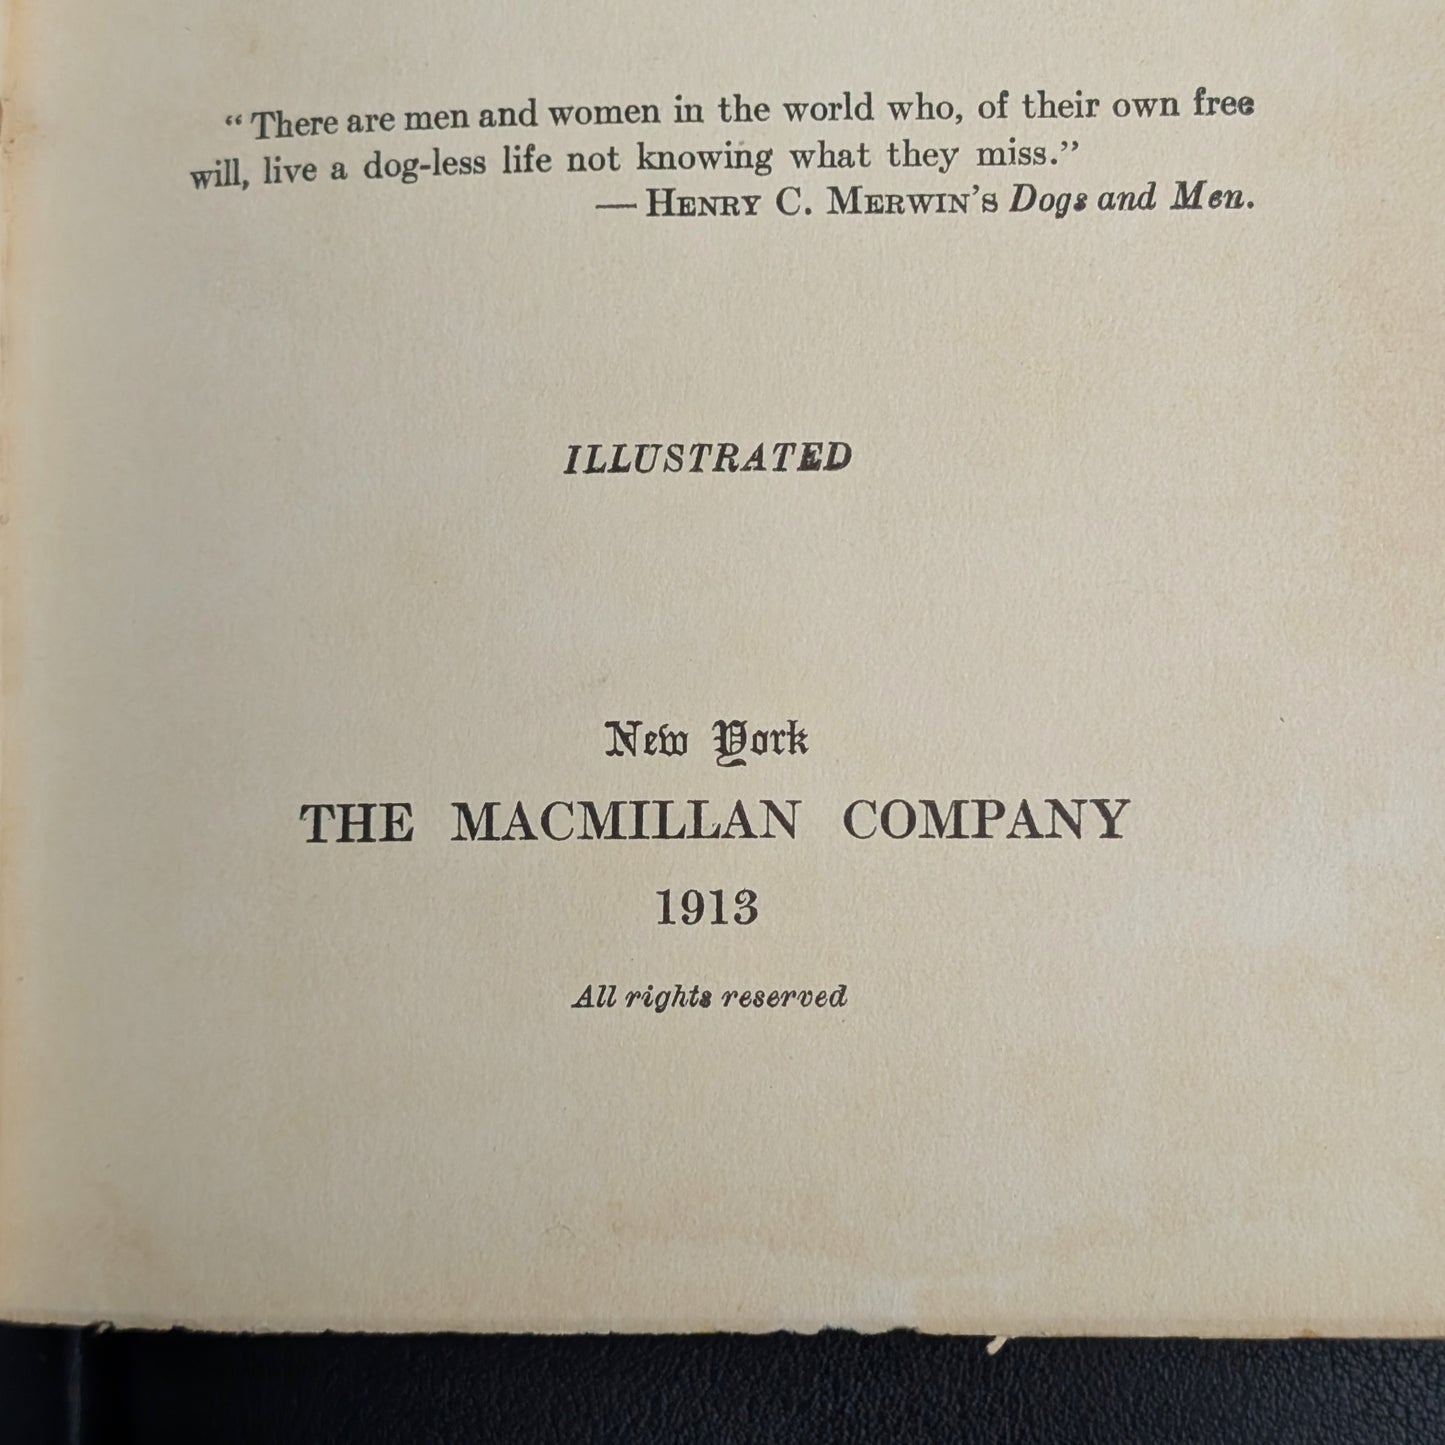 “There are men and women in the world who, of their own free
will, live a dog-less life not knowing what they miss.”
— Henry C. Merwin’s Dogs and Men.
ILLUSTRATED
New York
THE MACMILLAN COMPANY
1913
All rights reserved